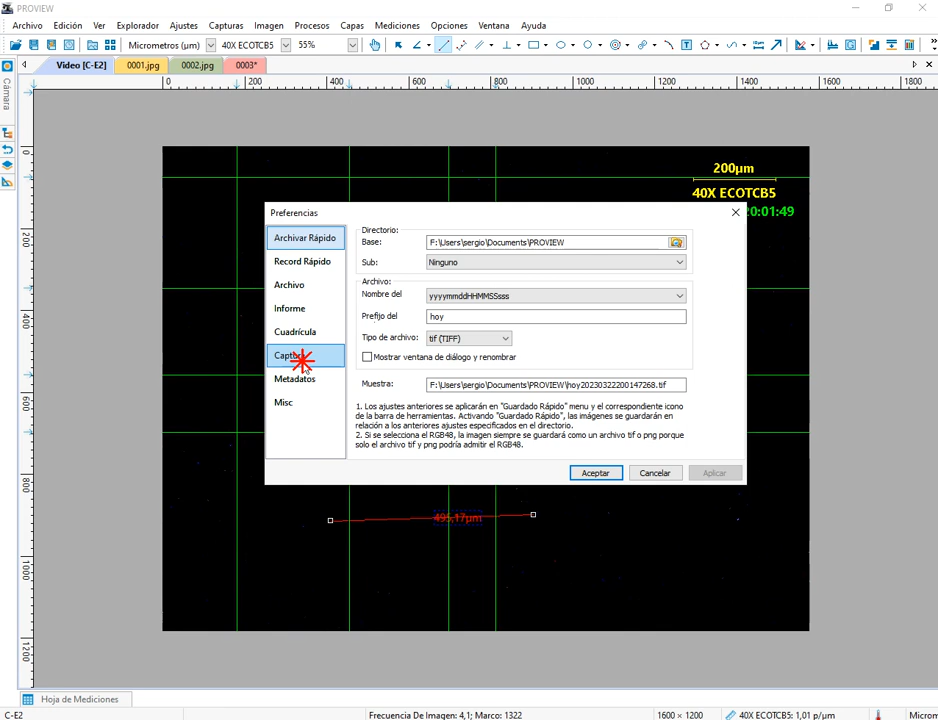 PROVIEW
Archivo Edición Ver Explorador Ajustes Capturas Imagen Procesos Capas Mediciones Opciones Ventana Ayuda
Micrometros (µm) 40X ECOTCB5 55%
Video [C-E2] 0001.jpg 0002.jpg 0003*
Cámara
0 200 400 600 800 1000 1200 1400 1600 1800
0
200
400
600
800
1000
1200
200µm
40X ECOTCB5
20:01:49
Preferencias
Archivar Rápido
Record Rápido
Archivo
Informe
Cuadrícula
Captura
Metadatos
Misc
Directorio:
Base: F:\Users\sergio\Documents\PROVIEW
Sub: Ninguno
Archivo:
Nombre del yyyymmddHHMMSSsss
Prefijo del hoy
Tipo de archivo: tif (TIFF)
Mostrar ventana de diálogo y renombrar
Muestra: F:\Users\sergio\Documents\PROVIEW\hoy20230322200147268.tif
1. Los ajustes anteriores se aplicarán en "Guardado Rápido" menu y el correspondiente icono
de la barra de herramientas. Activando "Guardado Rápido", las imágenes se guardarán en
relación a los anteriores ajustes especificados en el directorio.
2. Si se selecciona el RGB48, la imagen siempre se guardará como un archivo tif o png porque
solo el archivo tif y png podría admitir el RGB48.
Aceptar Cancelar Aplicar
495,17µm
Hoja de Mediciones
C-E2 Frecuencia De Imagen: 4,1; Marco: 1322 1600 × 1200 40X ECOTCB5: 1,01 p/µm Microm